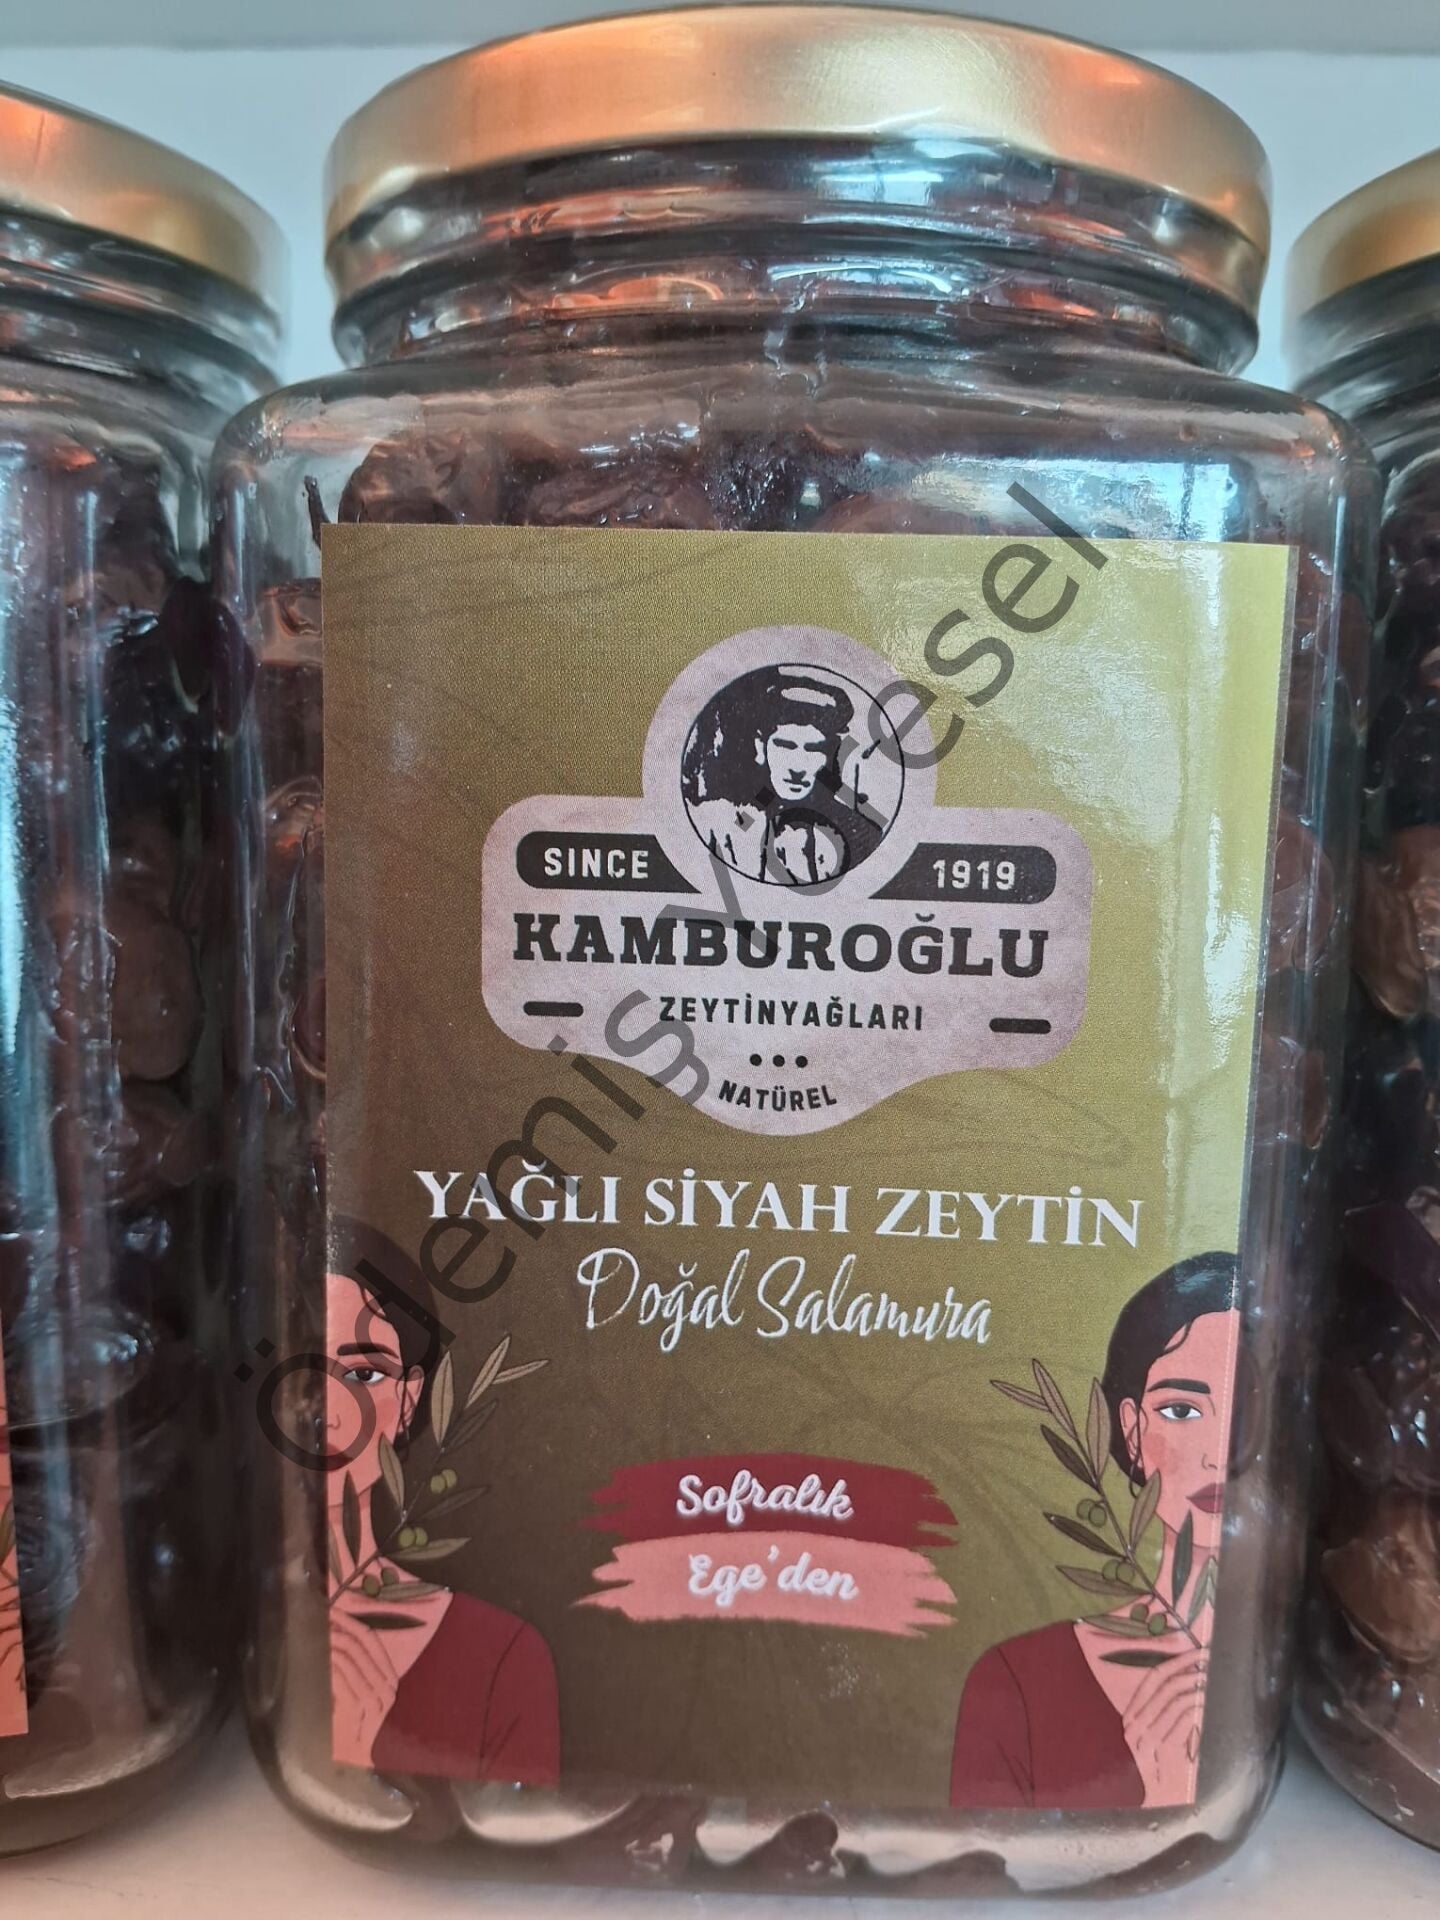 SINCE 1919
KAMBUROĞLU
ZEYTİNYAĞLARI
NATÜREL
YAĞLI SİYAH ZEYTİN
Doğal Salamura
Sofralık
Ege'den
Ödemiş yöresel